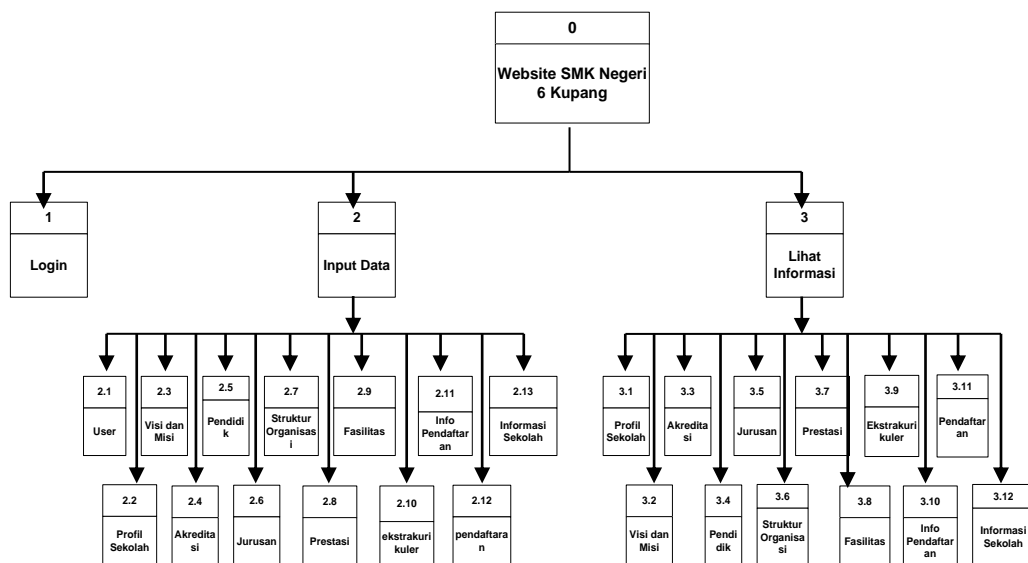 0
Website SMK Negeri
6 Kupang
1
Login
2
Input Data
3
Lihat
Informasi
2.1
User
2.3
Visi dan
Misi
2.5
Pendidi
k
2.7
Struktur
Organisas
i
2.9
Fasilitas
2.11
Info
Pendaftar
an
2.13
Informasi
Sekolah
3.1
Profil
Sekolah
3.3
Akredit
asi
3.5
Jurusan
3.7
Prestasi
3.9
Ekstrakuri
kuler
3.11
Pendaftar
an
2.2
Profil
Sekolah
2.4
Akredit
asi
2.6
Jurusan
2.8
Prestasi
2.10
ekstrakuri
kuler
2.12
pendaftara
n
3.2
Visi dan
Misi
3.4
Pendi
dik
3.6
Struktur
Organisa
si
3.8
Fasilitas
3.10
Info
Pendaftar
an
3.12
Informasi
Sekolah